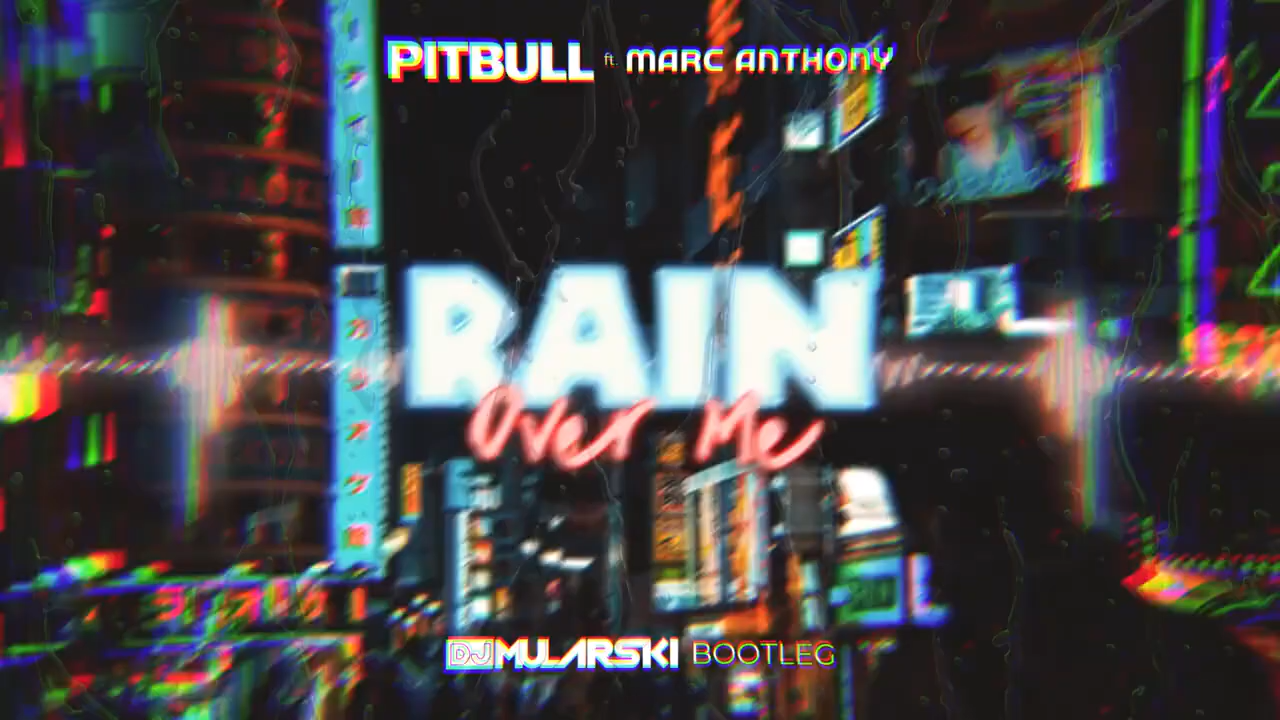 PITBULL ft. MARC ANTHONY
RAIN
Over Me
DJ MULARSKI BOOTLEG